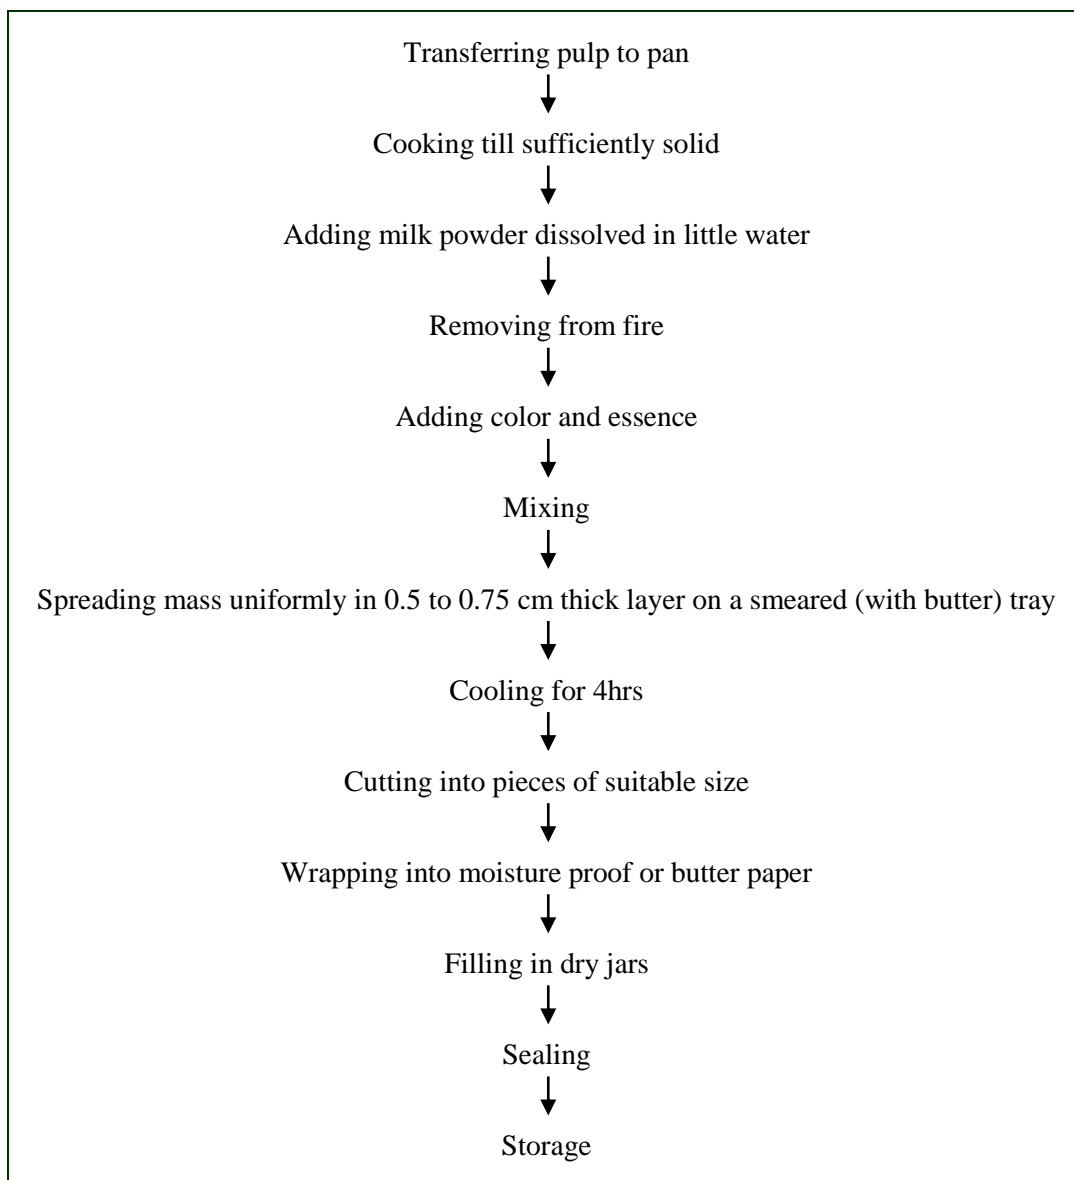 Transferring pulp to pan
Cooking till sufficiently solid
Adding milk powder dissolved in little water
Removing from fire
Adding color and essence
Mixing
Spreading mass uniformly in 0.5 to 0.75 cm thick layer on a smeared (with butter) tray
Cooling for 4hrs
Cutting into pieces of suitable size
Wrapping into moisture proof or butter paper
Filling in dry jars
Sealing
Storage